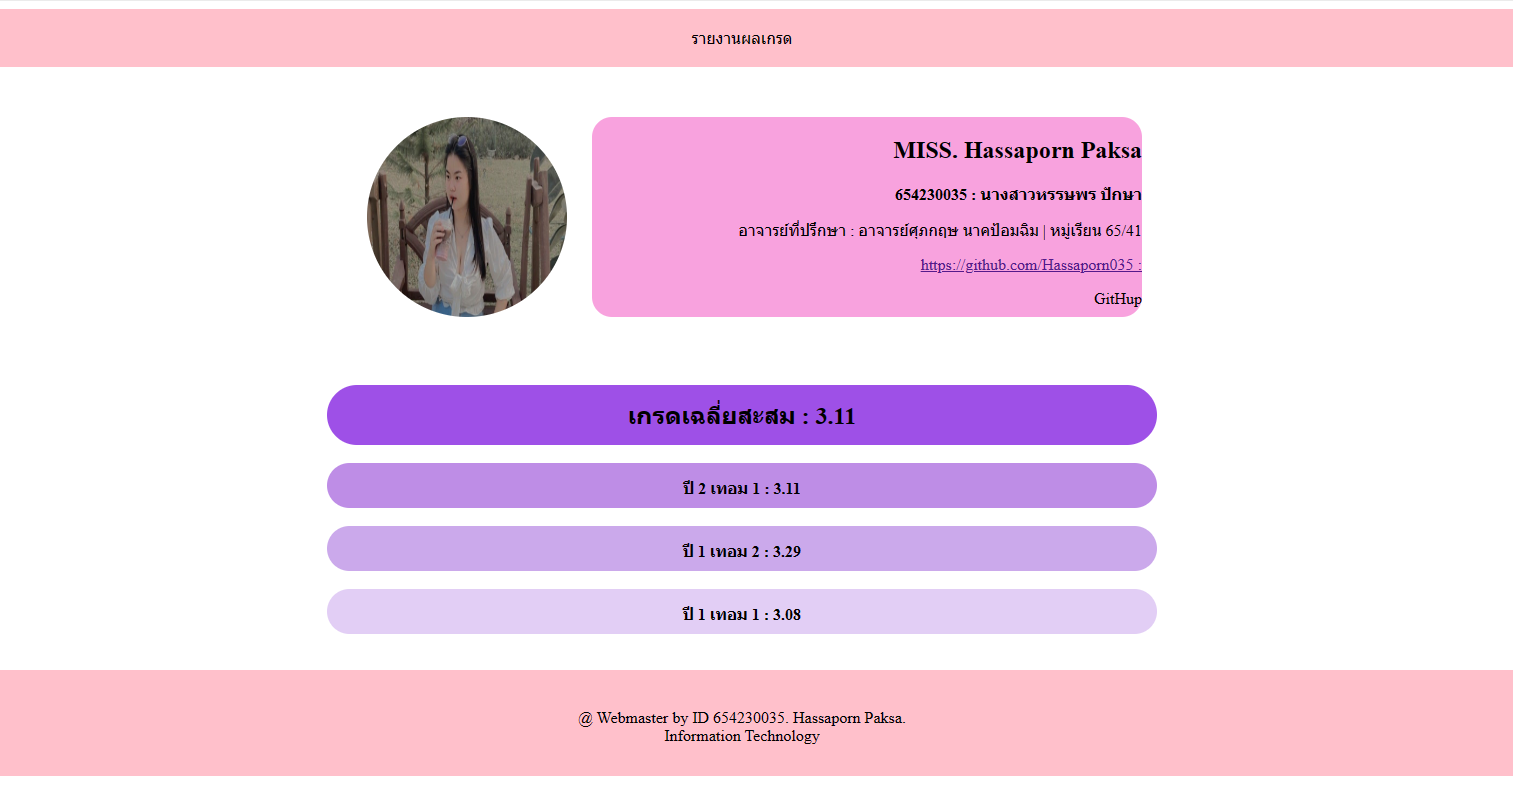 รายงานผลเกรด
MISS. Hassaporn Paksa
654230035 : นางสาวหรรษพร ปักษา
อาจารย์ที่ปรึกษา : อาจารย์ศุภกฤษ นาคป้อมฉิม | หมู่เรียน 65/41
https://github.com/Hassaporn035 :
GitHup
เกรดเฉลี่ยสะสม : 3.11
ปี 2 เทอม 1 : 3.11
ปี 1 เทอม 2 : 3.29
ปี 1 เทอม 1 : 3.08
@ Webmaster by ID 654230035. Hassaporn Paksa.
Information Technology